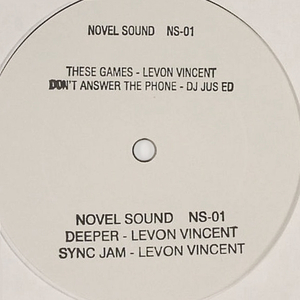 NOVEL SOUND NS-01
THESE GAMES - LEVON VINCENT
DON'T ANSWER THE PHONE - DJ JUS ED
NOVEL SOUND NS-01
DEEPER - LEVON VINCENT
SYNC JAM - LEVON VINCENT